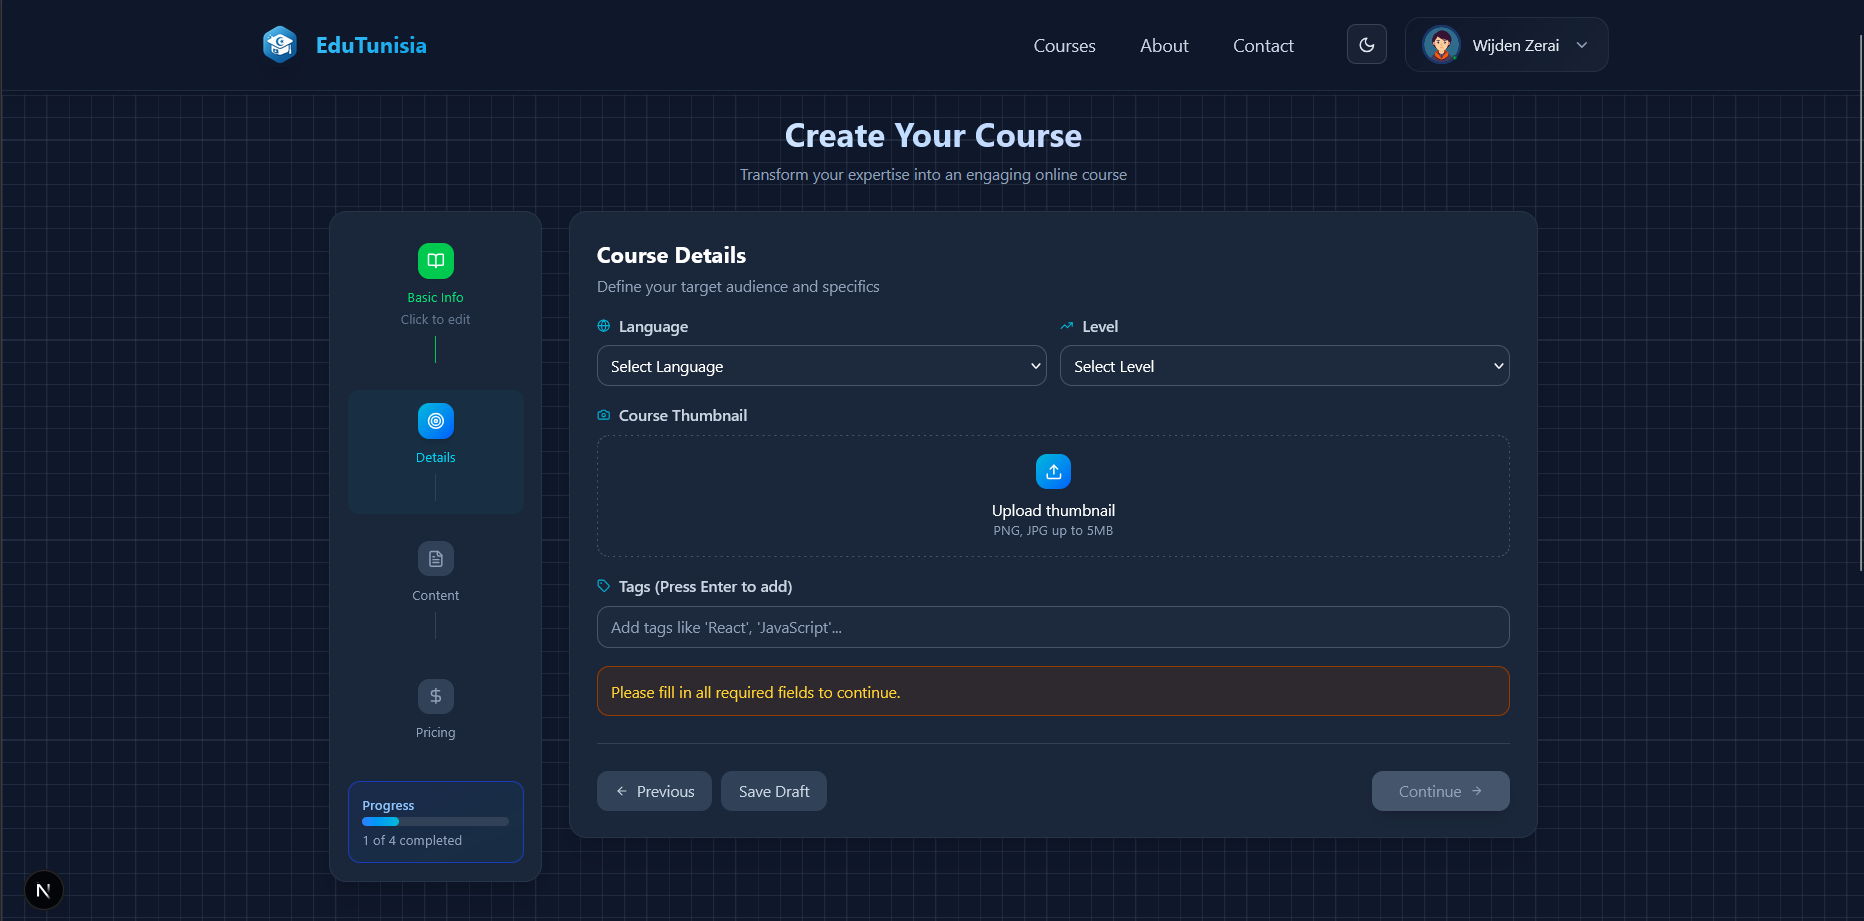 EduTunisia
Courses
About
Contact
Wijden Zerai
Create Your Course
Transform your expertise into an engaging online course
Basic Info
Click to edit
Details
Content
Pricing
Progress
1 of 4 completed
Course Details
Define your target audience and specifics
Language
Level
Select Language
Select Level
Course Thumbnail
Upload thumbnail
PNG, JPG up to 5MB
Tags (Press Enter to add)
Add tags like 'React', 'JavaScript'...
Please fill in all required fields to continue.
Previous
Save Draft
Continue
N